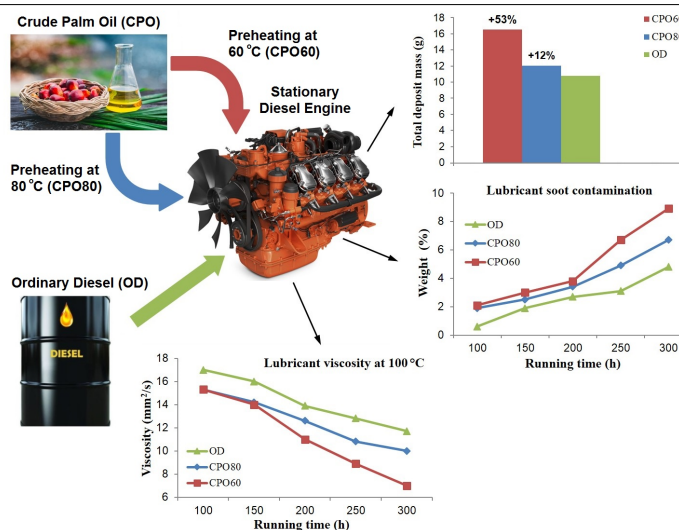 Crude Palm Oil (CPO)
Preheating at
60 °C (CPO60)
Stationary
Diesel Engine
Preheating at
80 °C (CPO80)
Ordinary Diesel (OD)
DIESEL
Total deposit mass (g)
18
16
14
12
10
8
6
4
2
0
+53%
+12%
CPO60
CPO80
OD
Lubricant soot contamination
Weight (%)
10
8
6
4
2
0
OD
CPO80
CPO60
100 150 200 250 300
Running time (h)
Lubricant viscosity at 100 °C
Viscosity (mm²/s)
18
16
14
12
10
8
6
OD
CPO80
CPO60
100 150 200 250 300
Running time (h)